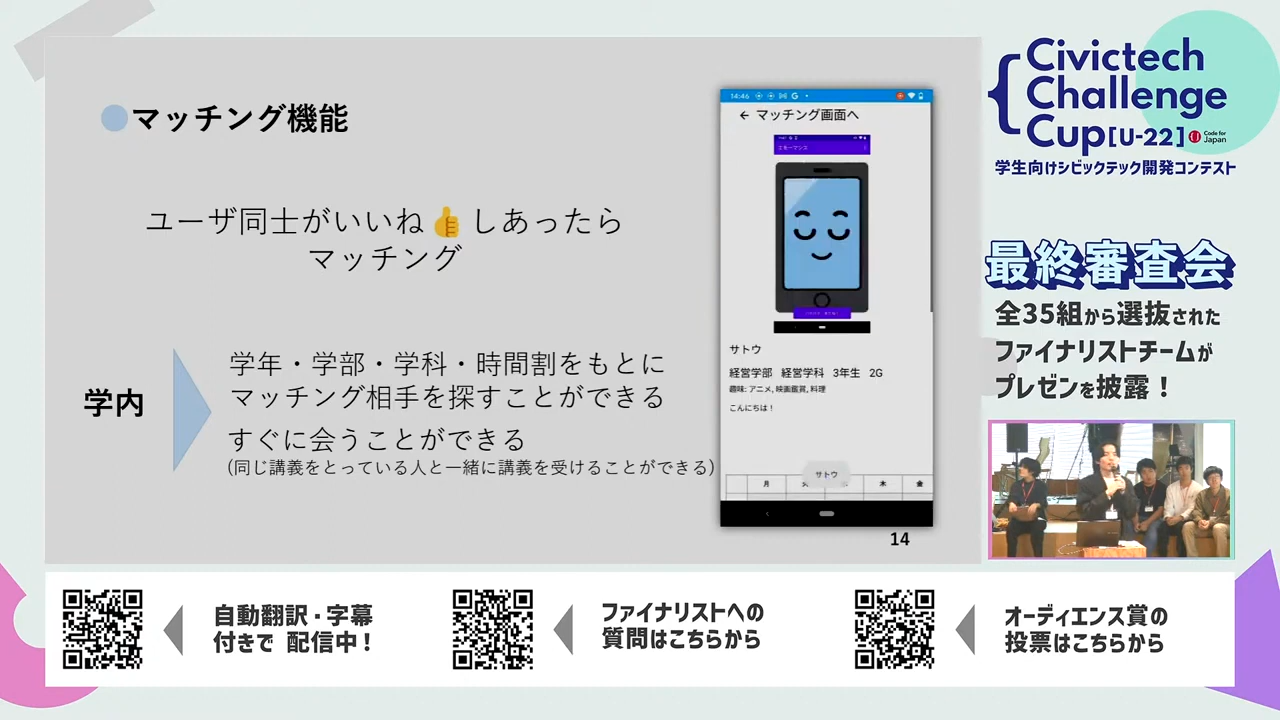 マッチング機能
ユーザ同士がいいね👍しあったら
マッチング
学内
学年・学部・学科・時間割をもとに
マッチング相手を探すことができる
すぐに会うことができる
(同じ講義をとっている人と一緒に講義を受けることができる)
14:46
← マッチング画面へ
サトウ
経営学部 経営学科 3年生 2G
趣味: アニメ, 映画鑑賞, 料理
こんにちは！
サトウ
月
木
金
14
Civictech
Challenge
Cup[U-22]
Code for
Japan
学生向けシビックテック開発コンテスト
最終審査会
全35組から選抜された
ファイナリストチームが
プレゼンを披露！
自動翻訳・字幕
付きで 配信中！
ファイナリストへの
質問はこちらから
オーディエンス賞の
投票はこちらから